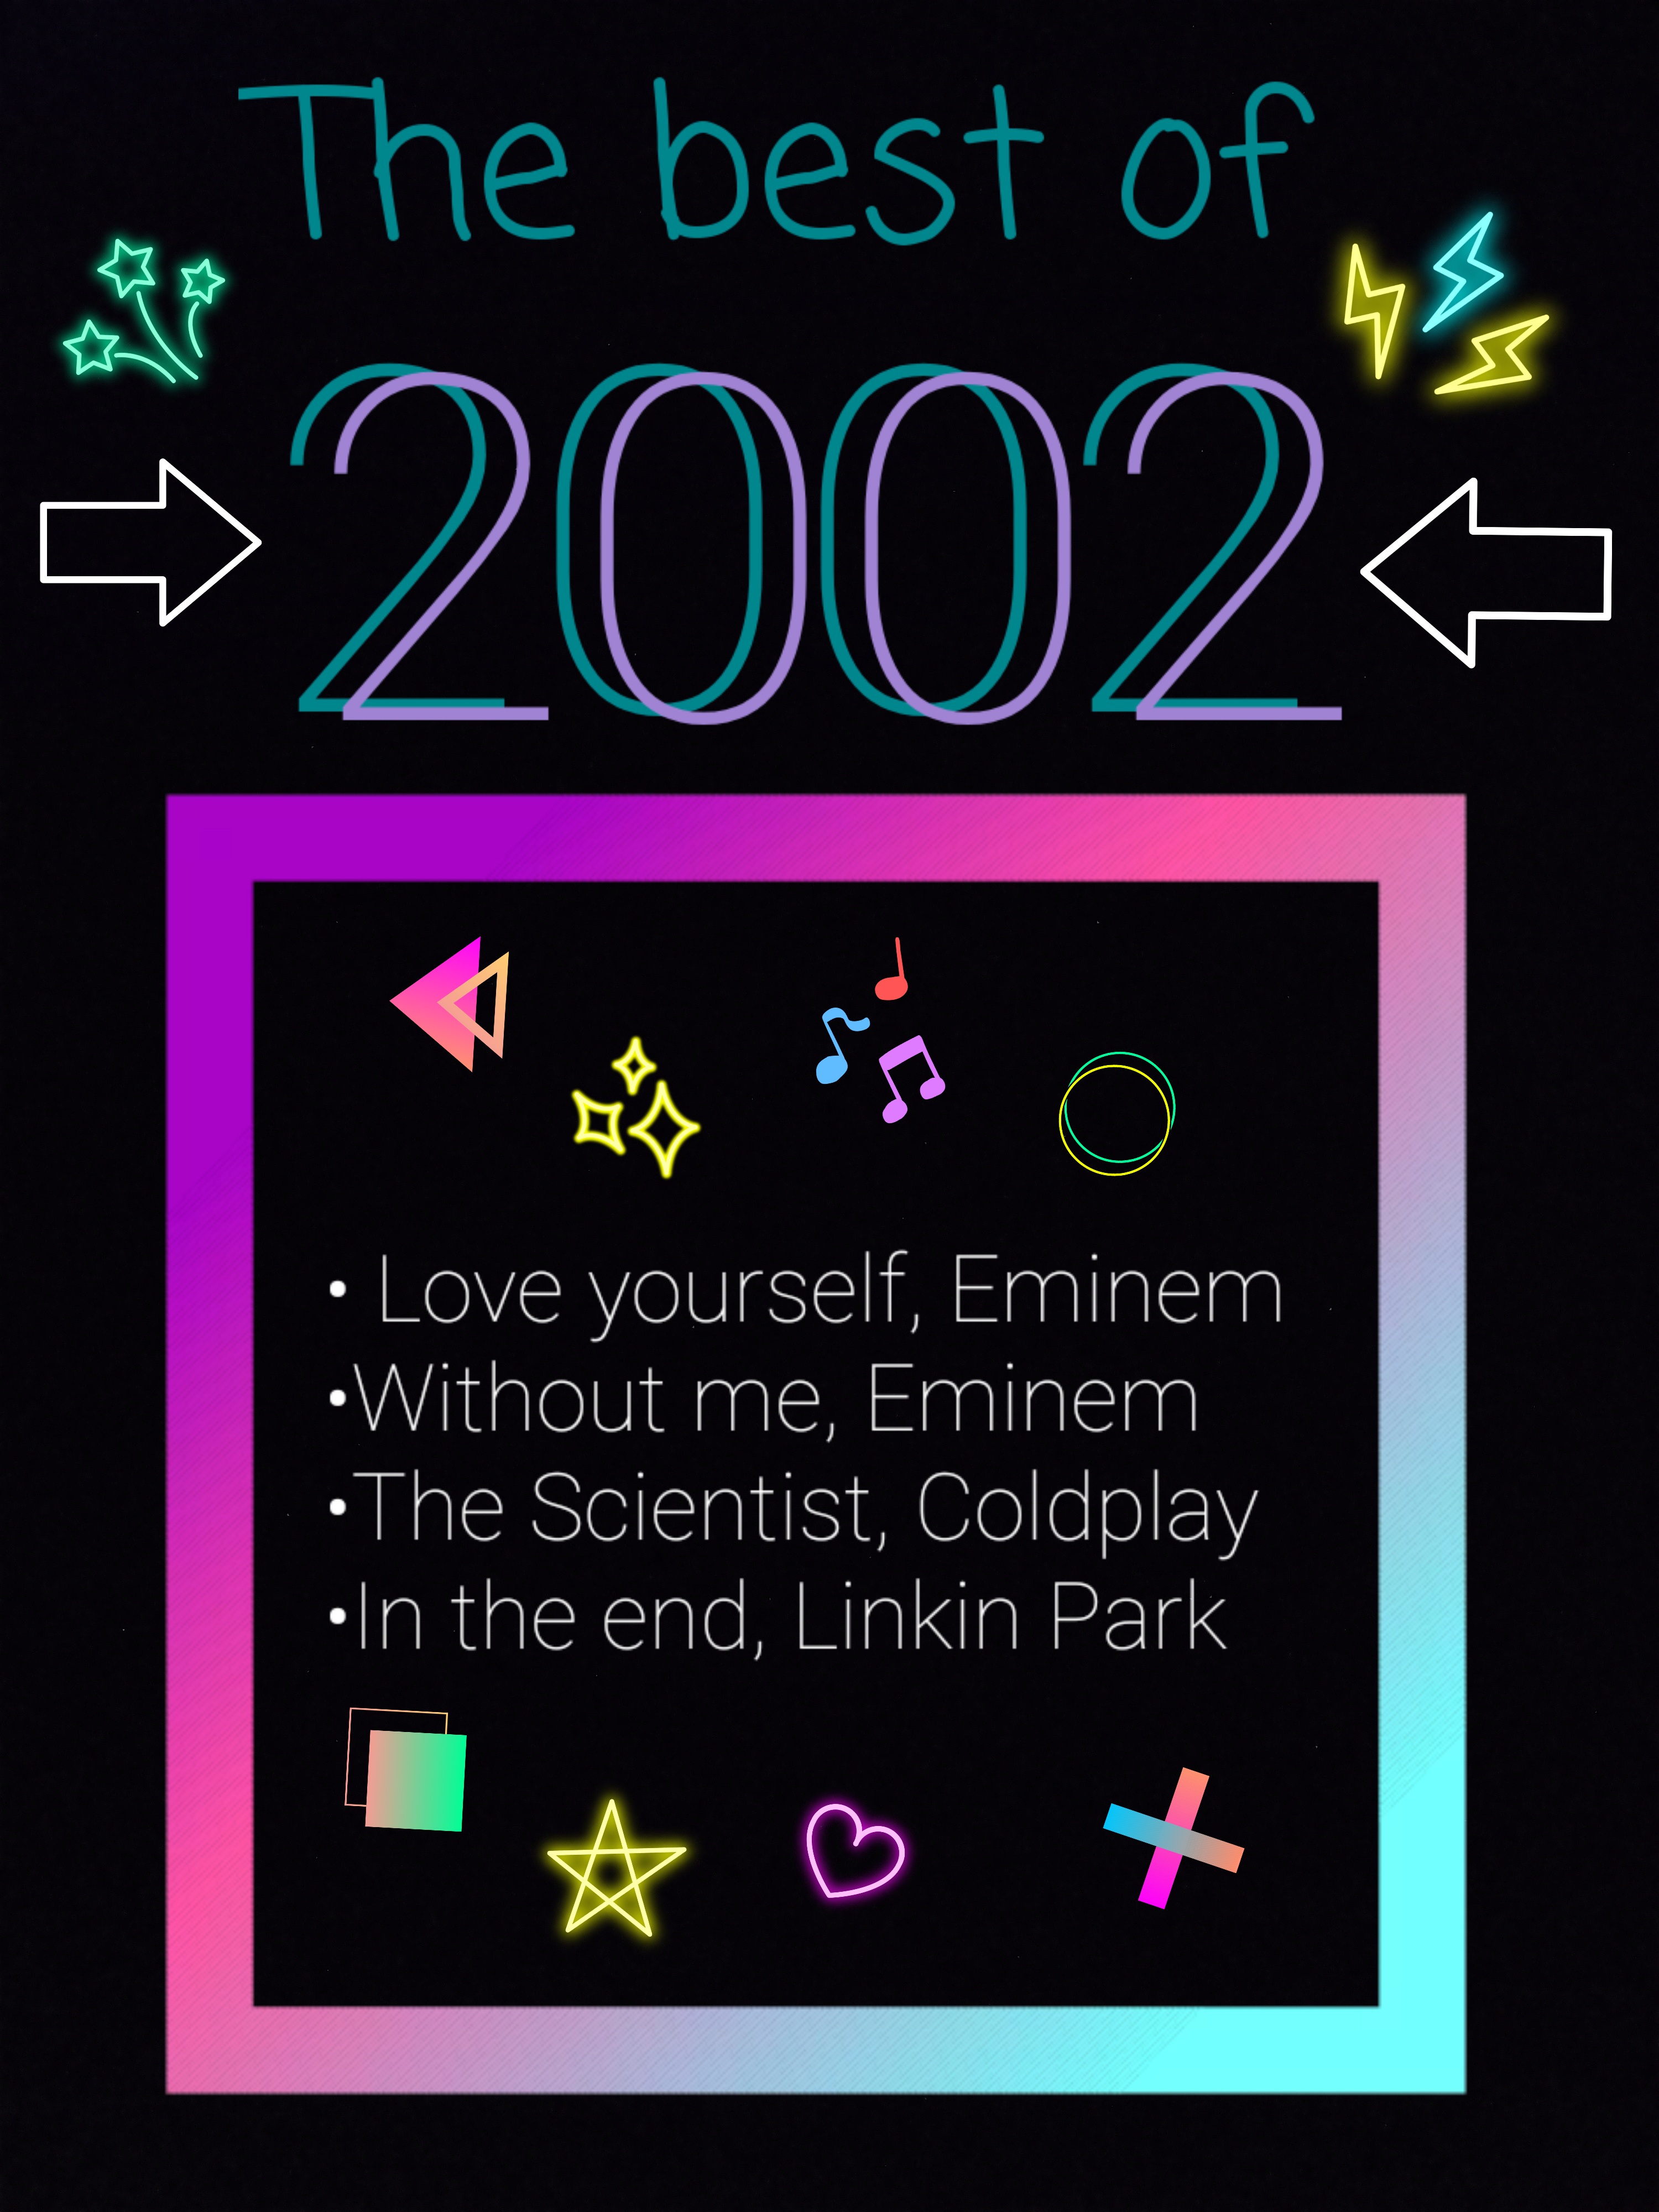 The best of
2002
• Love yourself, Eminem
•Without me, Eminem
•The Scientist, Coldplay
•In the end, Linkin Park